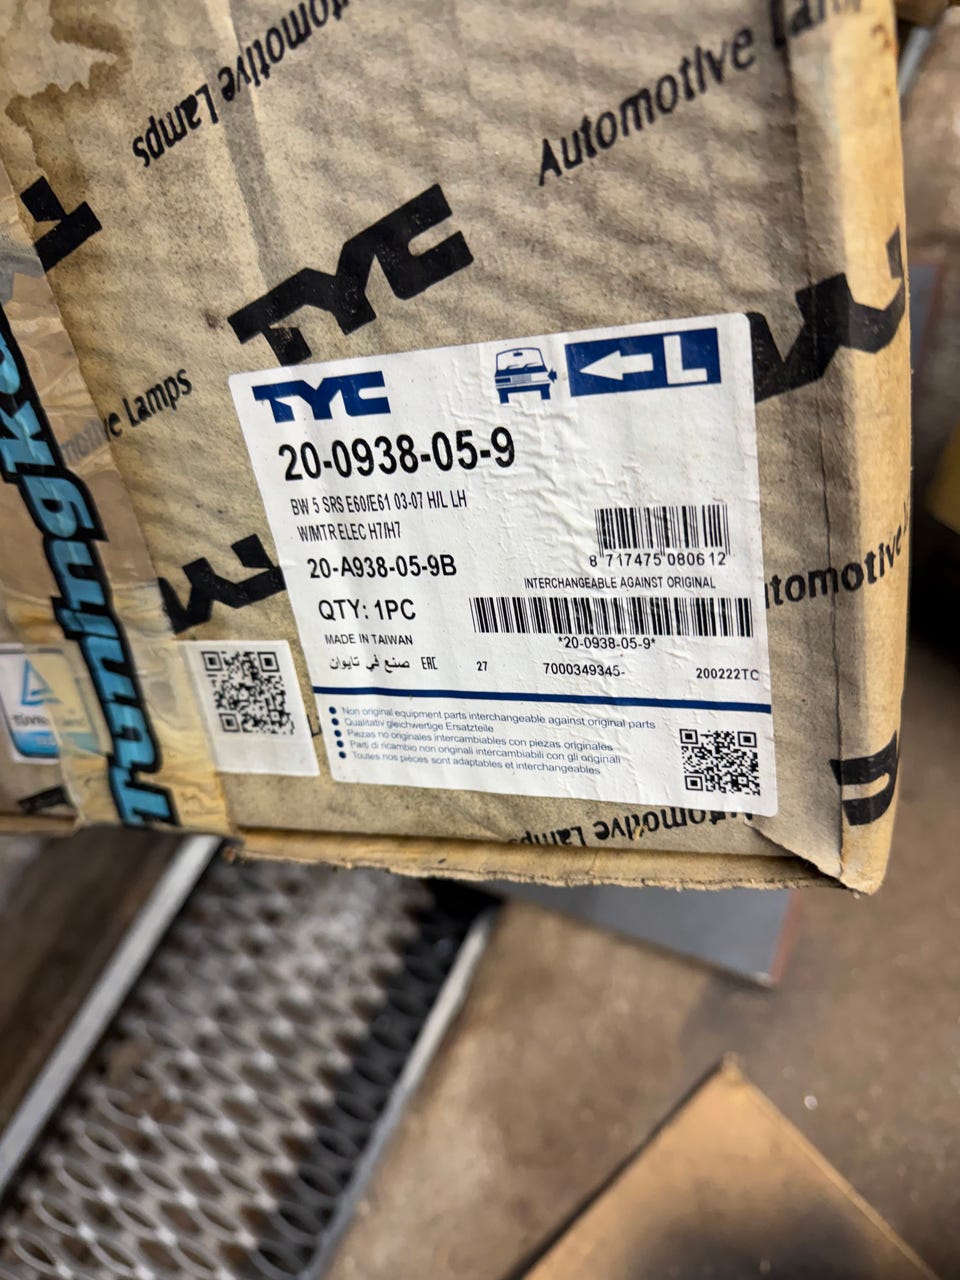 Automotive Lamps
Automotive Lam
TYC
Lamps
TYC
L
20-0938-05-9
BW 5 SRS E60/E61 03-07 H/L LH
W/MTR ELEC H7/H7
20-A938-05-9B
8 717475 080612
INTERCHANGEABLE AGAINST ORIGINAL
QTY: 1PC
*20-0938-05-9*
MADE IN TAIWAN
صنع في تايوان EAC 27 7000349345- 200222TC
Non original equipment parts interchangeable against original parts
Qualitativ gleichwertige Ersatzteile
Piezas no originales intercambiables con piezas originales
Parti di ricambio non originali intercambiabili con gli originali
Toutes nos pièces sont adaptables et interchangeables
Automotive Lamps